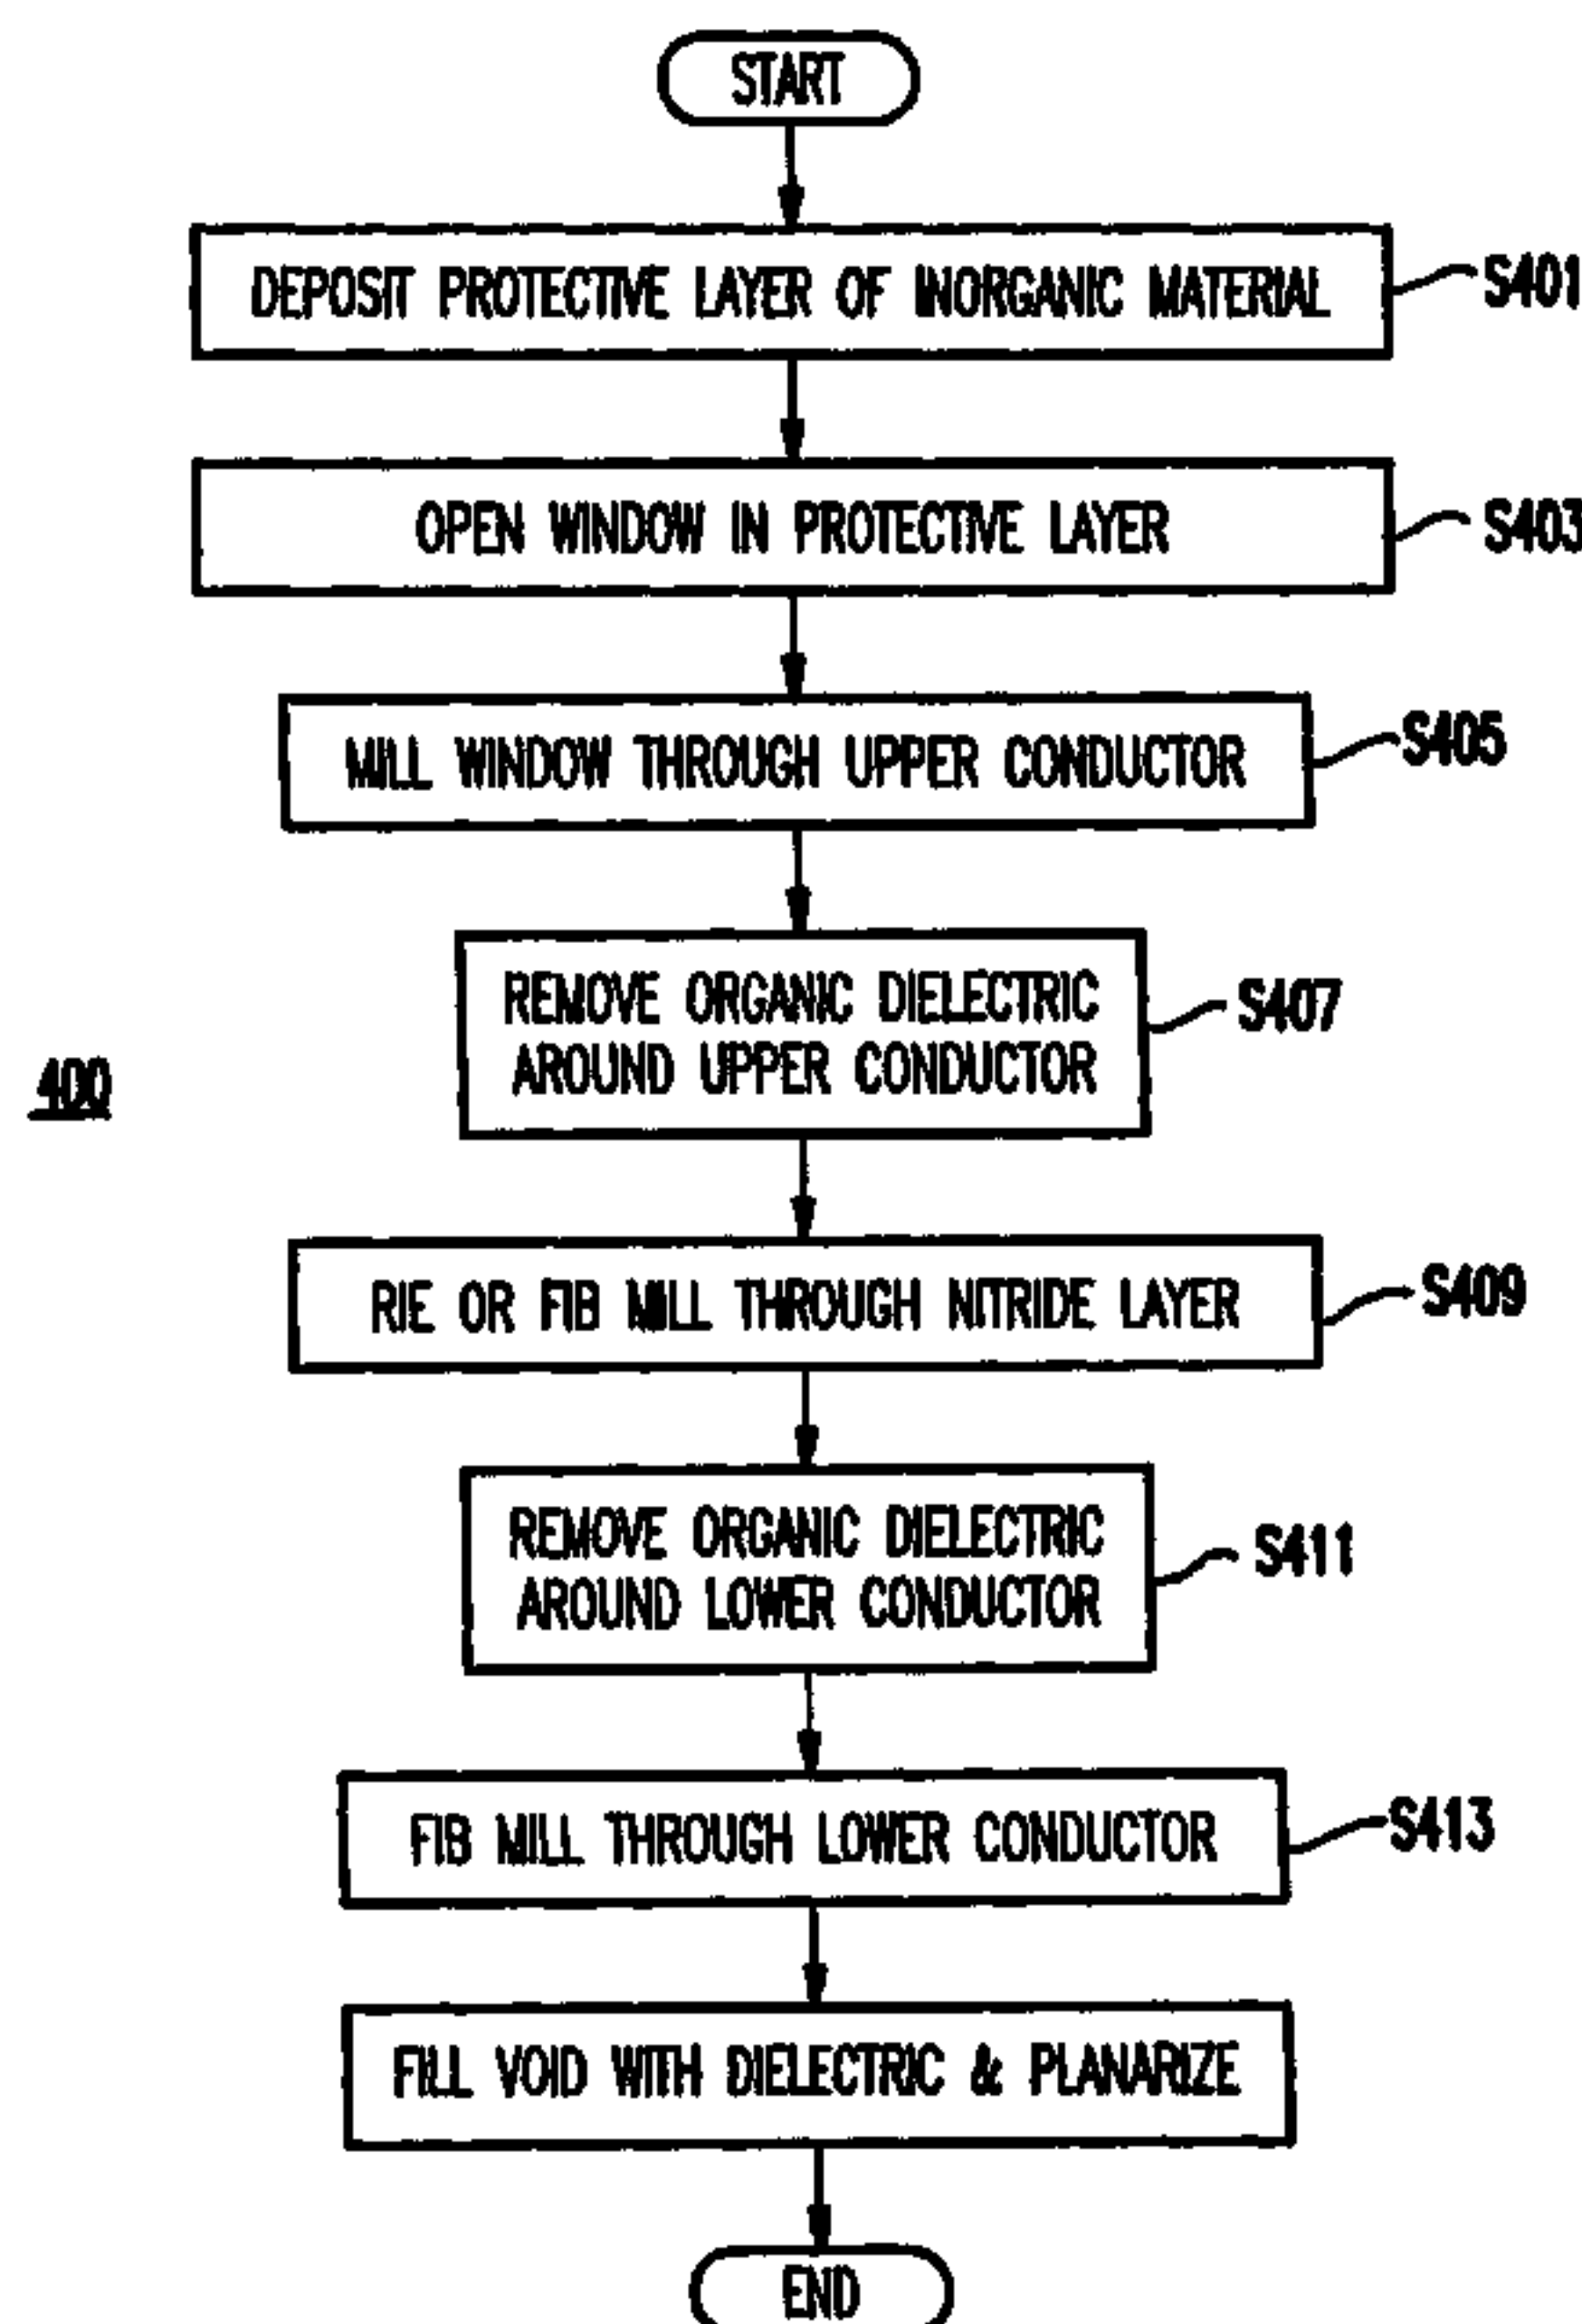 START
DEPOSIT PROTECTIVE LAYER OF INORGANIC MATERIAL
S401
OPEN WINDOW IN PROTECTIVE LAYER
S403
MILL WINDOW THROUGH UPPER CONDUCTOR
S405
REMOVE ORGANIC DIELECTRIC
AROUND UPPER CONDUCTOR
S407
400
RIE OR FIB MILL THROUGH NITRIDE LAYER
S409
REMOVE ORGANIC DIELECTRIC
AROUND LOWER CONDUCTOR
S411
FIB MILL THROUGH LOWER CONDUCTOR
S413
FILL VOID WITH DIELECTRIC & PLANARIZE
END